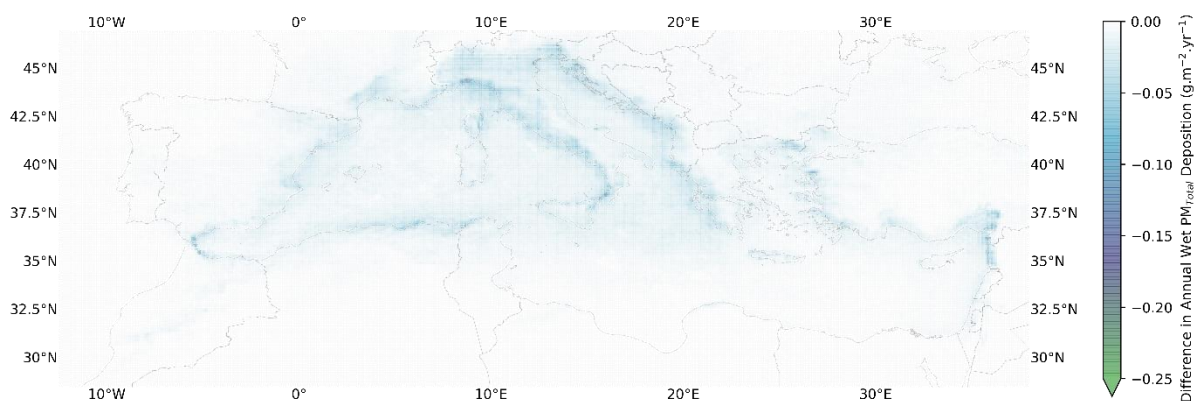 10°W 0° 10°E 20°E 30°E
45°N 45°N
42.5°N 42.5°N
40°N 40°N
37.5°N 37.5°N
35°N 35°N
32.5°N 32.5°N
30°N 30°N
10°W 0° 10°E 20°E 30°E
0.00
−0.05
−0.10
−0.15
−0.20
−0.25
Difference in Annual Wet PM_Total Deposition (g.m⁻².yr⁻¹)